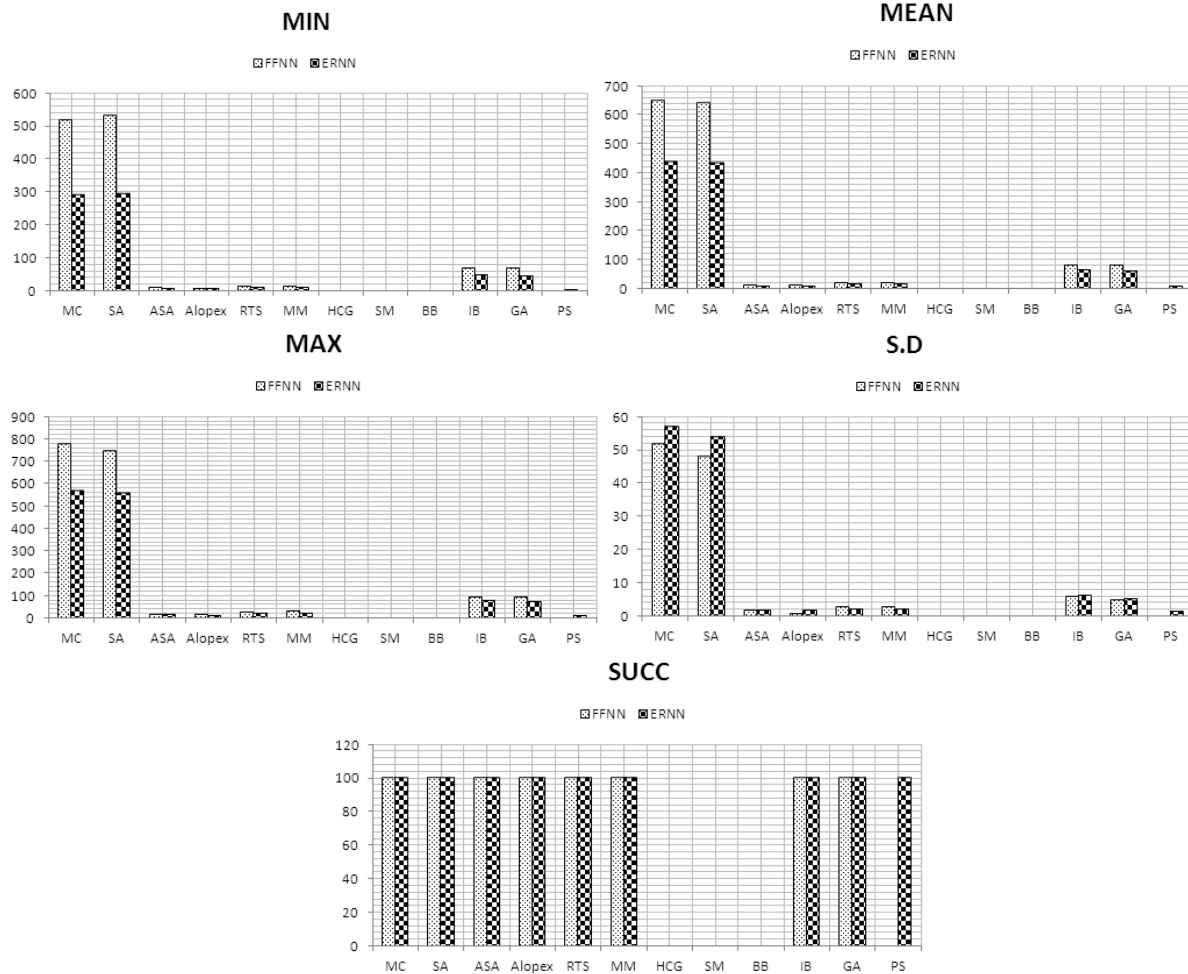 MIN
FFNN ERNN
600
500
400
300
200
100
0
MC SA ASA Alopex RTS MM HCG SM BB IB GA PS
MEAN
FFNN ERNN
700
600
500
400
300
200
100
0
MC SA ASA Alopex RTS MM HCG SM BB IB GA PS
MAX
FFNN ERNN
900
800
700
600
500
400
300
200
100
0
MC SA ASA Alopex RTS MM HCG SM BB IB GA PS
S.D
FFNN ERNN
60
50
40
30
20
10
0
MC SA ASA Alopex RTS MM HCG SM BB IB GA PS
SUCC
FFNN ERNN
120
100
80
60
40
20
0
MC SA ASA Alopex RTS MM HCG SM BB IB GA PS